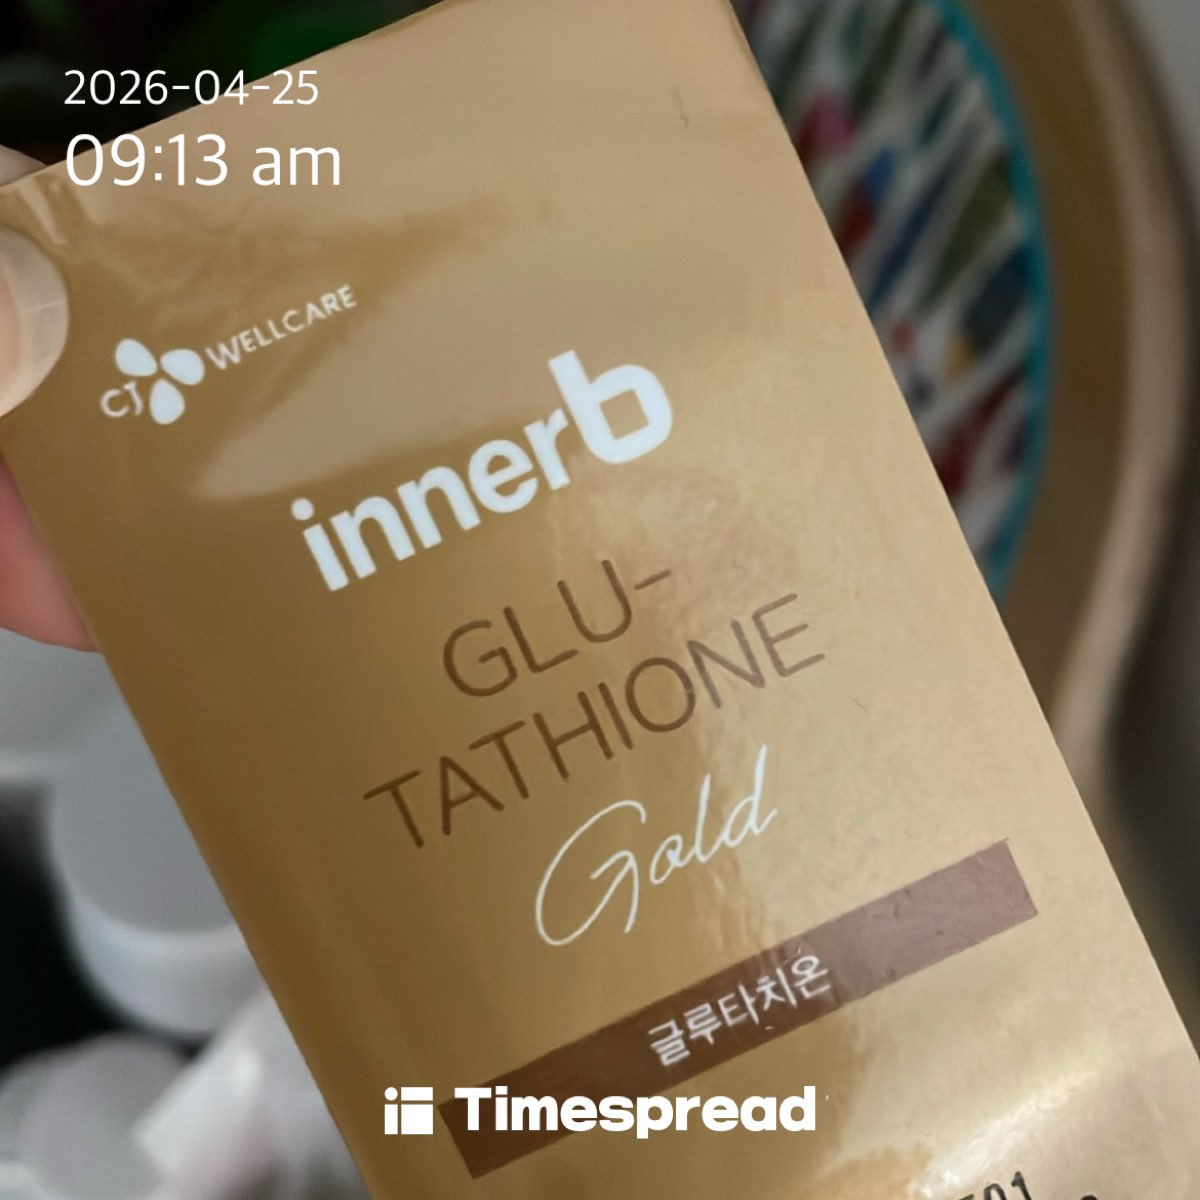 2026-04-25
09:13 am
CJ WELLCARE
innerb
GLU-
TATHIONE
Gold
글루타치온
Timespread